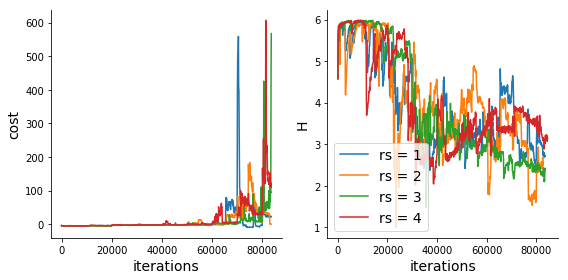 600
500
400
300
200
100
0
cost
0 20000 40000 60000 80000
iterations
6
5
4
3
2
1
H
rs = 1
rs = 2
rs = 3
rs = 4
0 20000 40000 60000 80000
iterations